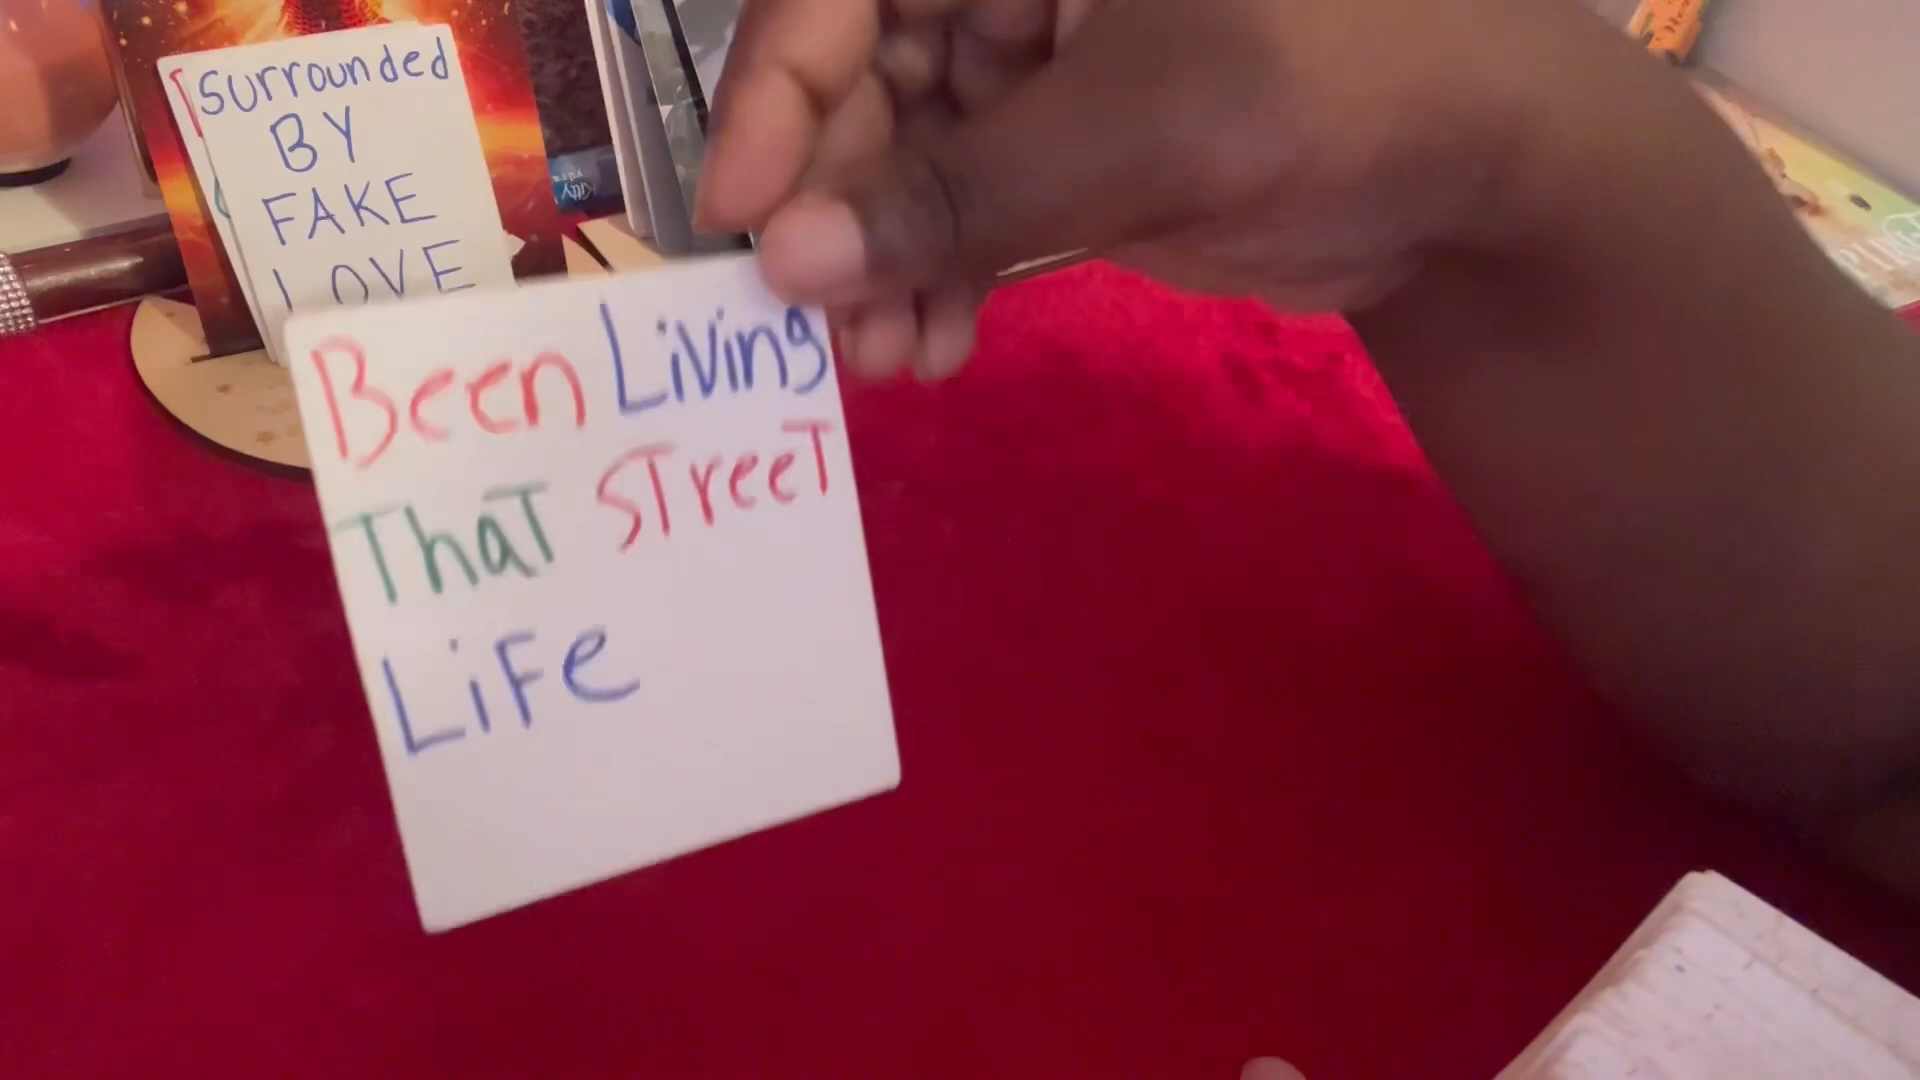 Surrounded
BY
FAKE
LOVE
Been Living
ThaT STreeT
LiFe